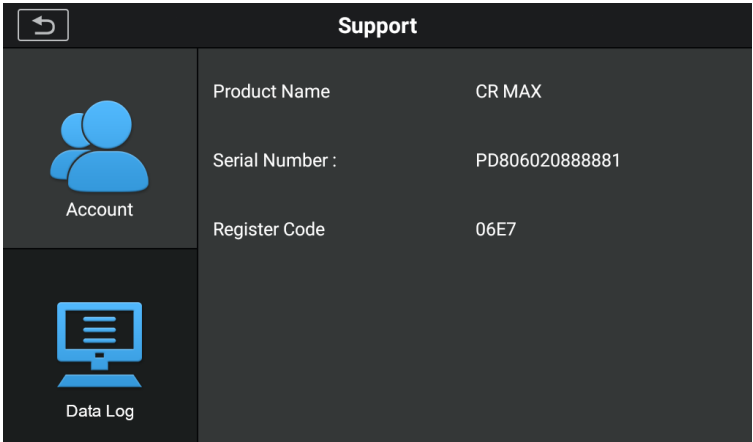 Support
Account
Product Name CR MAX
Serial Number : PD806020888881
Register Code 06E7
Data Log